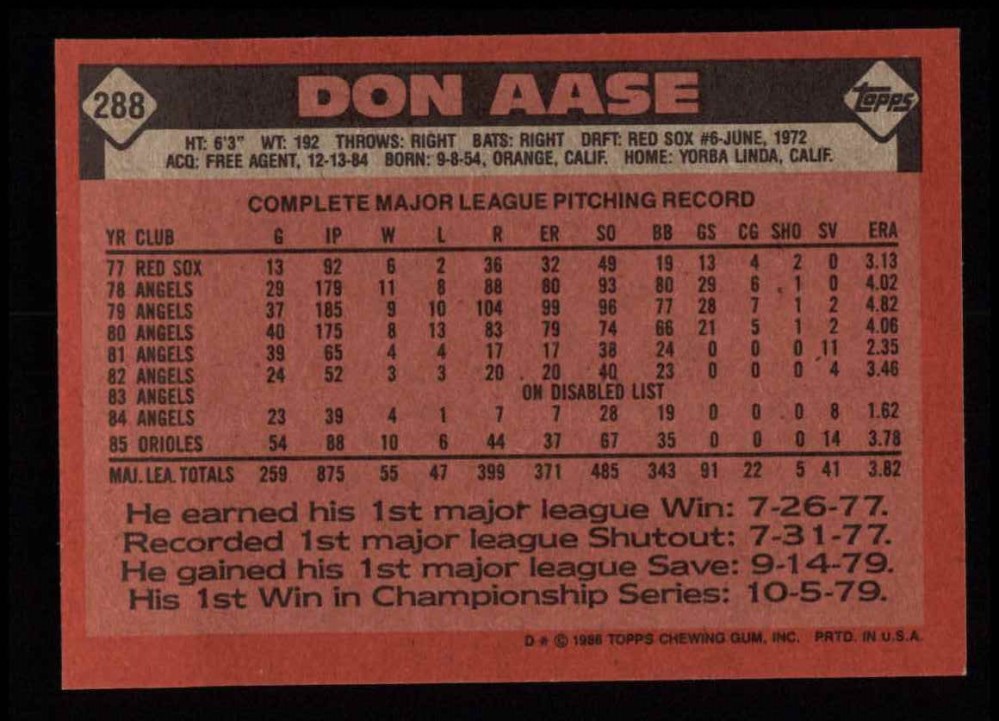 288
DON AASE
Topps
HT: 6'3" WT: 192 THROWS: RIGHT BATS: RIGHT DRFT: RED SOX #6-JUNE, 1972
ACQ: FREE AGENT, 12-13-84 BORN: 9-8-54, ORANGE, CALIF. HOME: YORBA LINDA, CALIF.
COMPLETE MAJOR LEAGUE PITCHING RECORD
YR CLUB G IP W L R ER SO BB GS CG SHO SV ERA
77 RED SOX 13 92 6 2 36 32 49 19 13 4 2 0 3.13
78 ANGELS 29 179 11 8 88 80 93 80 29 6 1 0 4.02
79 ANGELS 37 185 9 10 104 99 96 77 28 7 1 2 4.82
80 ANGELS 40 175 8 13 83 79 74 66 21 5 1 2 4.06
81 ANGELS 39 65 4 4 17 17 38 24 0 0 0 11 2.35
82 ANGELS 24 52 3 3 20 20 40 23 0 0 0 4 3.46
83 ANGELS ON DISABLED LIST
84 ANGELS 23 39 4 1 7 7 28 19 0 0 0 8 1.62
85 ORIOLES 54 88 10 6 44 37 67 35 0 0 0 14 3.78
MAJ. LEA. TOTALS 259 875 55 47 399 371 485 343 91 22 5 41 3.82
He earned his 1st major league Win: 7-26-77.
Recorded 1st major league Shutout: 7-31-77.
He gained his 1st major league Save: 9-14-79.
His 1st Win in Championship Series: 10-5-79.
D * © 1986 TOPPS CHEWING GUM, INC. PRTD. IN U.S.A.